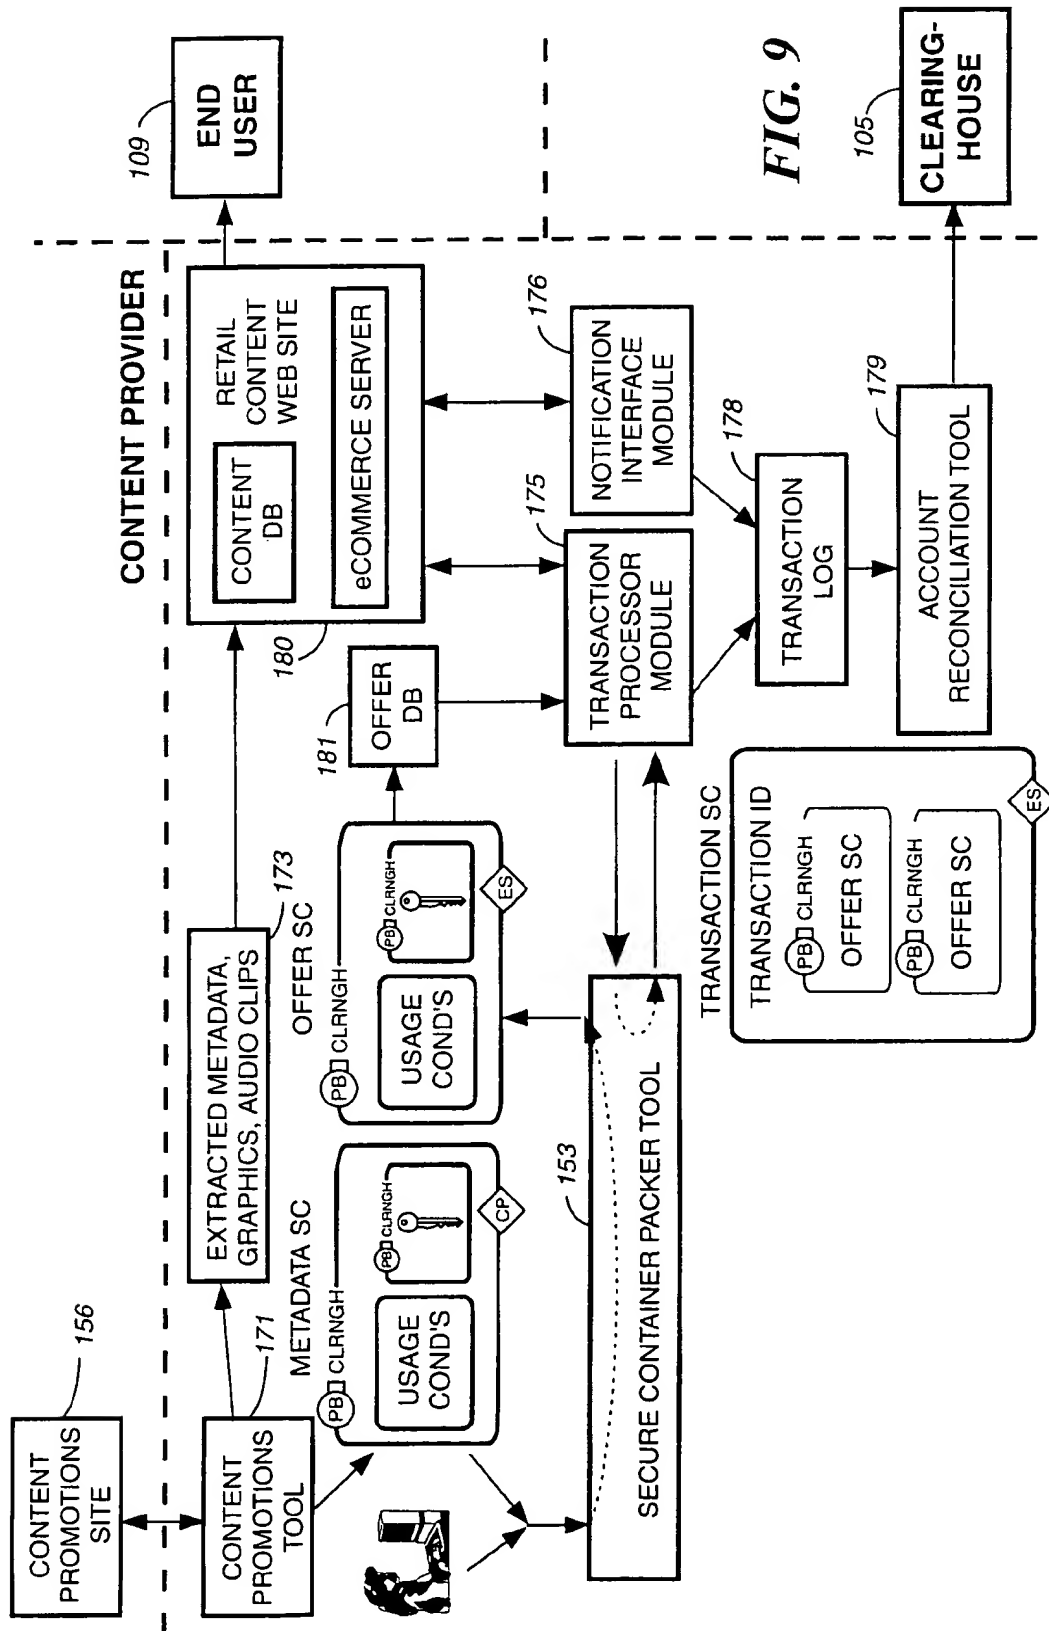 CONTENT
PROMOTIONS
SITE
156
CONTENT PROVIDER
109
END
USER
CONTENT
PROMOTIONS
TOOL
171
EXTRACTED METADATA,
GRAPHICS, AUDIO CLIPS
173
RETAIL
CONTENT
WEB SITE
CONTENT
DB
eCOMMERCE SERVER
180
METADATA SC
PB CLRNGH
USAGE
COND'S
PB CLRNGH
CP
OFFER SC
PB CLRNGH
USAGE
COND'S
PB CLRNGH
ES
181
OFFER
DB
153
SECURE CONTAINER PACKER TOOL
TRANSACTION
PROCESSOR
MODULE
175
NOTIFICATION
INTERFACE
MODULE
176
TRANSACTION SC
TRANSACTION ID
PB CLRNGH
OFFER SC
PB CLRNGH
OFFER SC
ES
TRANSACTION
LOG
178
ACCOUNT
RECONCILIATION TOOL
179
FIG. 9
105
CLEARING-
HOUSE